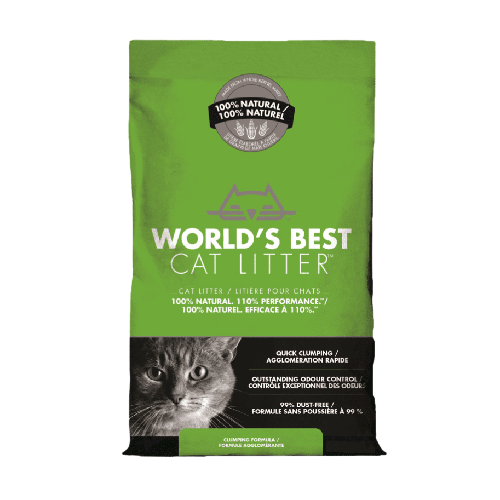 100% NATURAL /
100% NATUREL
WORLD'S BEST
CAT LITTER™
CAT LITTER / LITIÈRE POUR CHATS
100% NATURAL. 110% PERFORMANCE.™/
100% NATUREL. EFFICACE À 110%.™
QUICK CLUMPING /
AGGLOMÉRATION RAPIDE
OUTSTANDING ODOUR CONTROL /
CONTRÔLE EXCEPTIONNEL DES ODEURS
99% DUST-FREE /
FORMULE SANS POUSSIÈRE À 99 %
CLUMPING FORMULA /
FORMULE AGGLOMÉRANTE